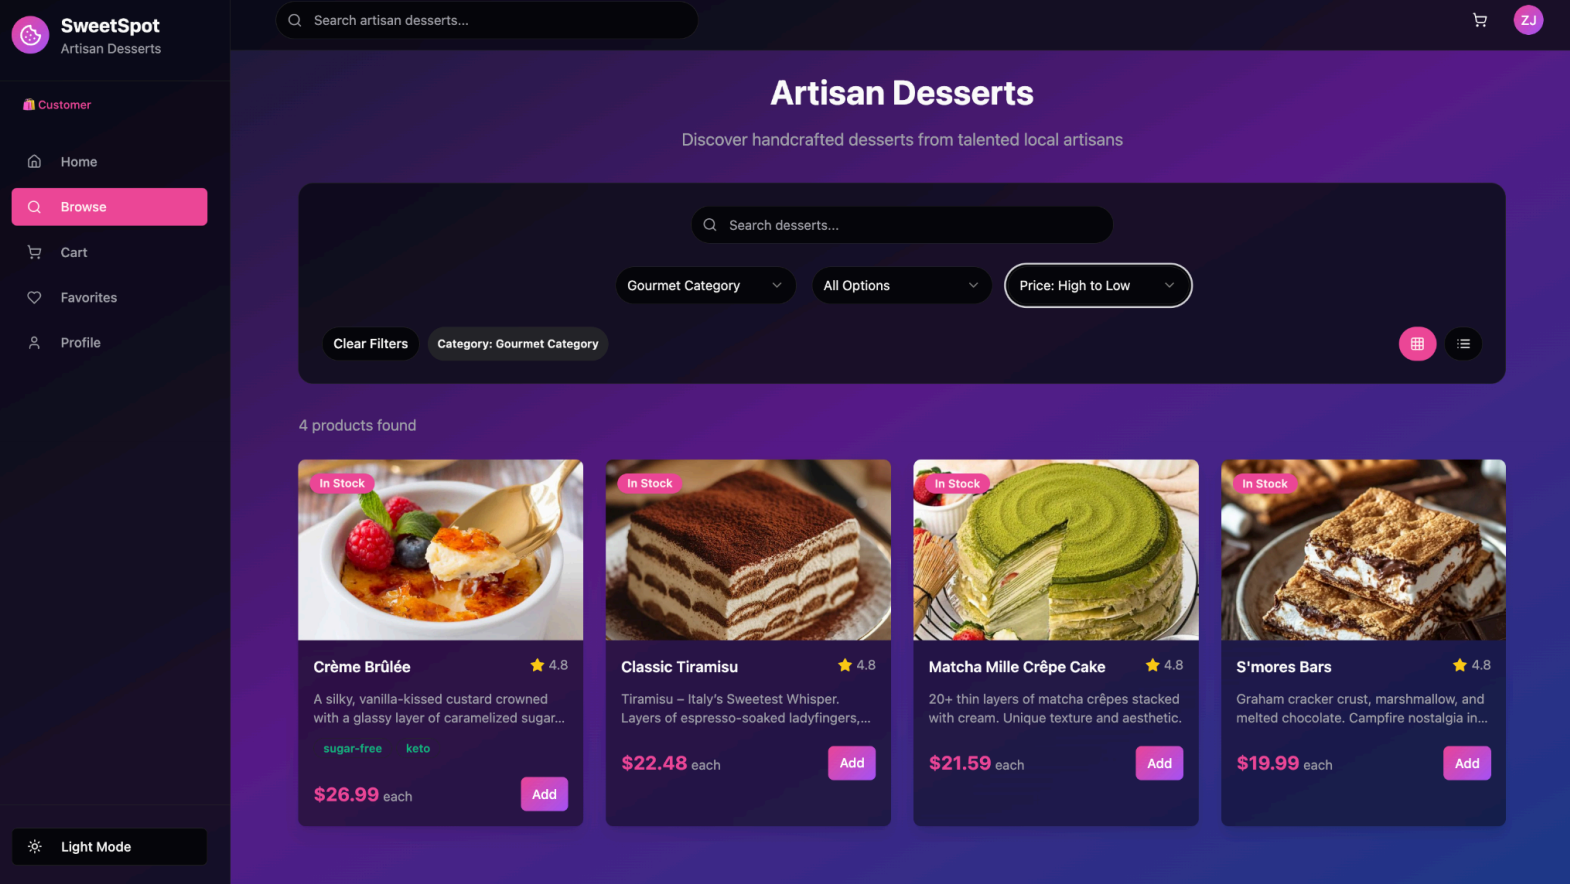 SweetSpot
Artisan Desserts
Customer
Home
Browse
Cart
Favorites
Profile
Light Mode
Search artisan desserts...
ZJ
Artisan Desserts
Discover handcrafted desserts from talented local artisans
Search desserts...
Gourmet Category
All Options
Price: High to Low
Clear Filters
Category: Gourmet Category
4 products found
In Stock
Crème Brûlée
4.8
A silky, vanilla-kissed custard crowned
with a glassy layer of caramelized sugar...
sugar-free keto
$26.99 each
Add
In Stock
Classic Tiramisu
4.8
Tiramisu – Italy’s Sweetest Whisper.
Layers of espresso-soaked ladyfingers,...
$22.48 each
Add
In Stock
Matcha Mille Crêpe Cake
4.8
20+ thin layers of matcha crêpes stacked
with cream. Unique texture and aesthetic.
$21.59 each
Add
In Stock
S'mores Bars
4.8
Graham cracker crust, marshmallow, and
melted chocolate. Campfire nostalgia in...
$19.99 each
Add